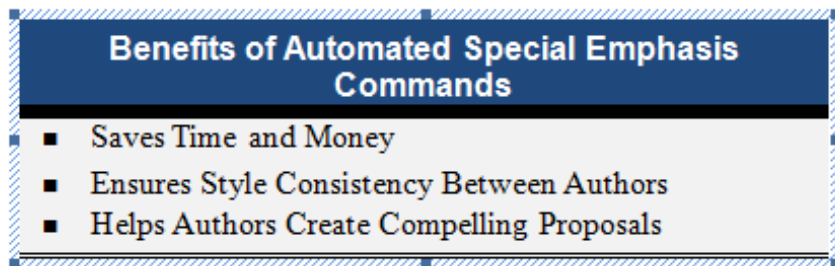 Benefits of Automated Special Emphasis
Commands
▪ Saves Time and Money
▪ Ensures Style Consistency Between Authors
▪ Helps Authors Create Compelling Proposals